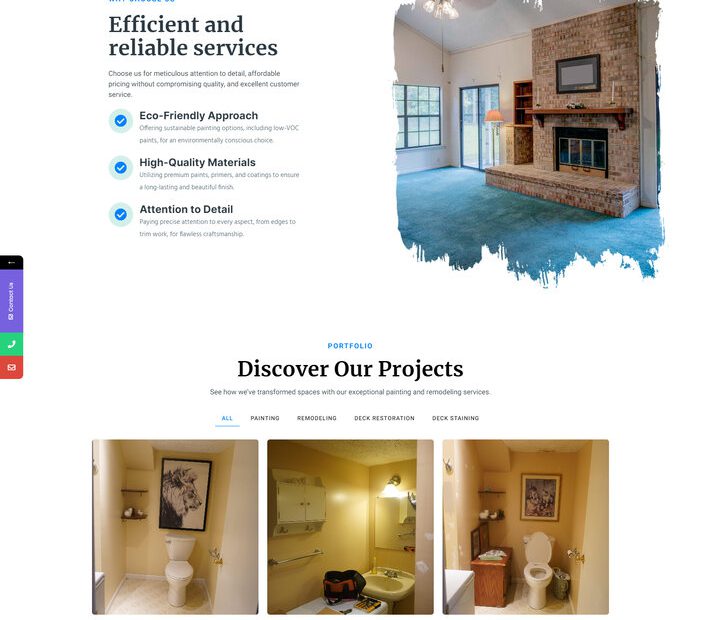 WHY CHOOSE US
Efficient and
reliable services
Choose us for meticulous attention to detail, affordable
pricing without compromising quality, and excellent customer
service.
Eco-Friendly Approach
Offering sustainable painting options, including low-VOC
paints, for an environmentally conscious choice.
High-Quality Materials
Utilizing premium paints, primers, and coatings to ensure
a long-lasting and beautiful finish.
Attention to Detail
Paying precise attention to every aspect, from edges to
trim work, for flawless craftsmanship.
Contact Us
PORTFOLIO
Discover Our Projects
See how we've transformed spaces with our exceptional painting and remodeling services.
ALL
PAINTING
REMODELING
DECK RESTORATION
DECK STAINING